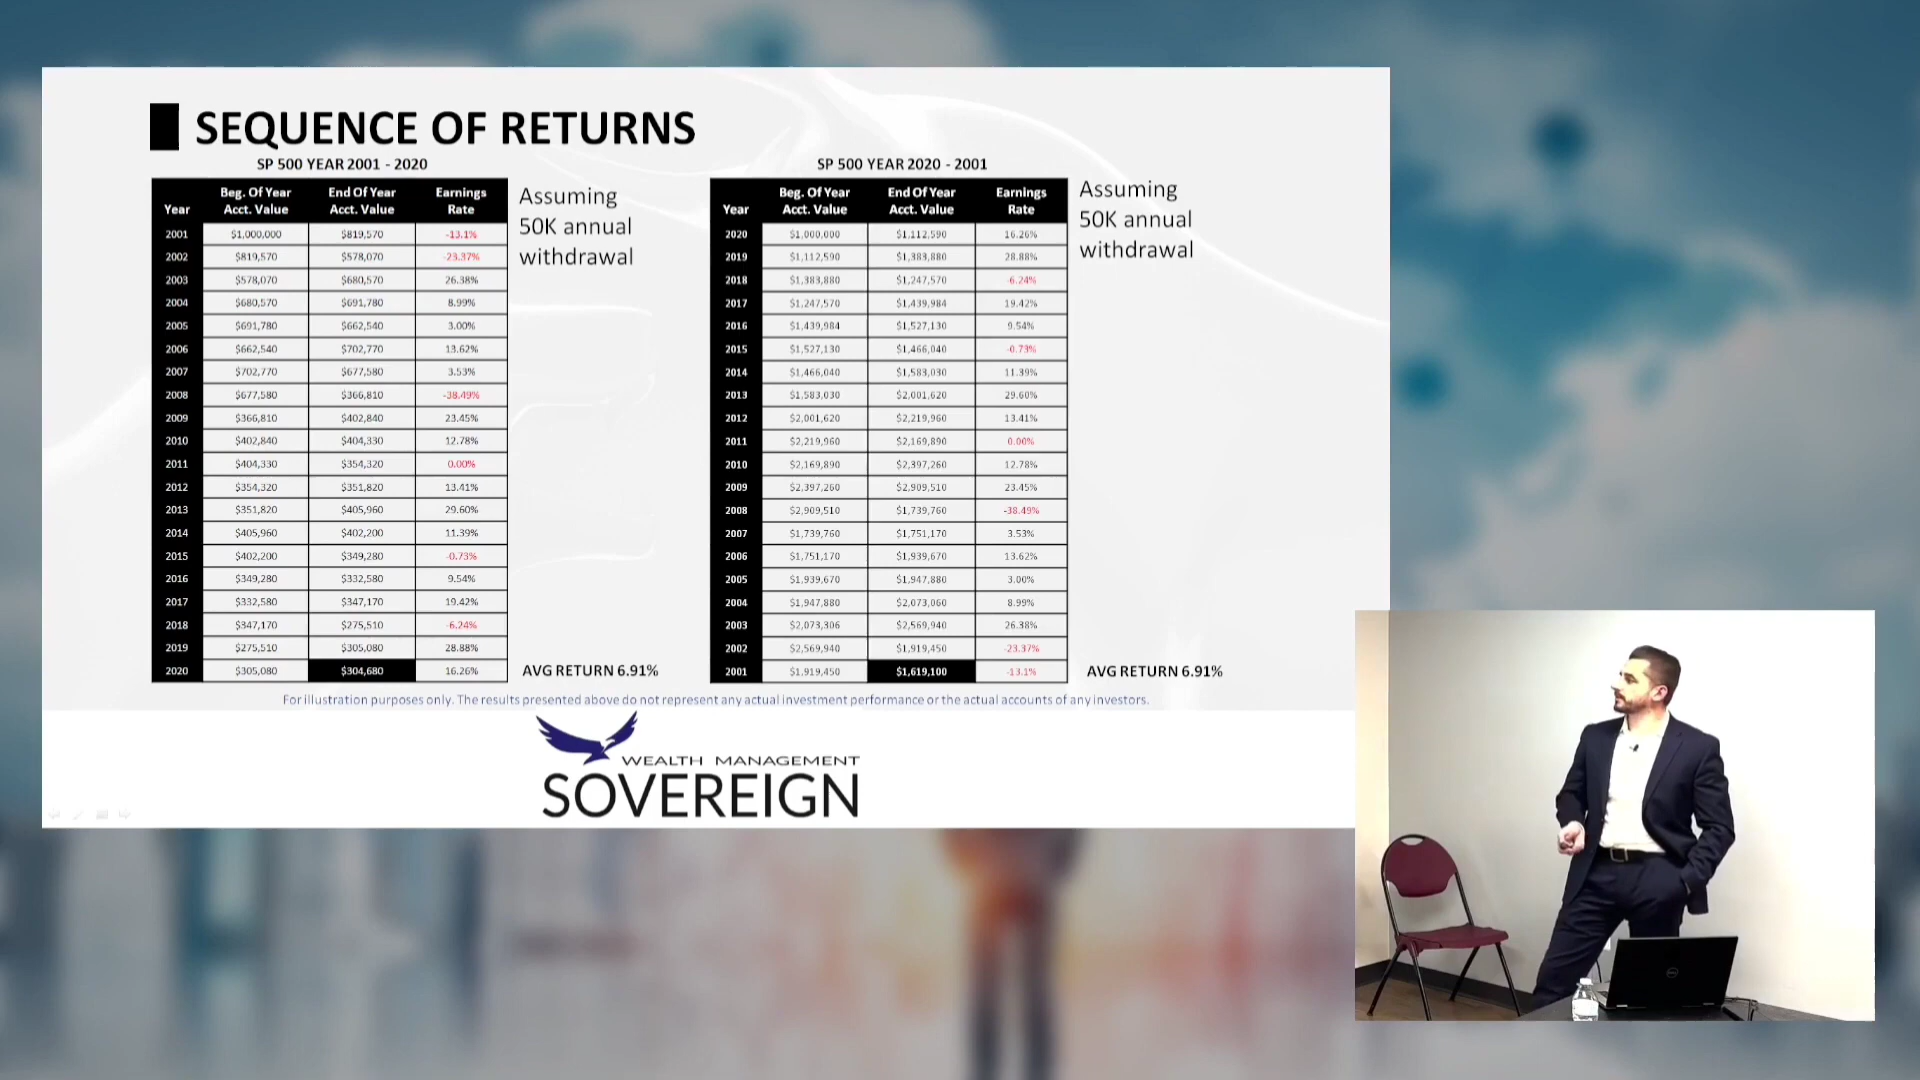 SEQUENCE OF RETURNS
SP 500 YEAR 2001 - 2020
Year Beg. Of Year Acct. Value End Of Year Acct. Value Earnings Rate
2001 $1,000,000 $819,570 -13.1%
2002 $819,570 $578,070 -23.37%
2003 $578,070 $680,570 26.38%
2004 $680,570 $691,780 8.99%
2005 $691,780 $662,540 3.00%
2006 $662,540 $702,770 13.62%
2007 $702,770 $677,580 3.53%
2008 $677,580 $366,810 -38.49%
2009 $366,810 $402,840 23.45%
2010 $402,840 $404,330 12.78%
2011 $404,330 $354,320 0.00%
2012 $354,320 $351,820 13.41%
2013 $351,820 $405,960 29.60%
2014 $405,960 $402,200 11.39%
2015 $402,200 $349,280 -0.73%
2016 $349,280 $332,580 9.54%
2017 $332,580 $347,170 19.42%
2018 $347,170 $275,510 -6.24%
2019 $275,510 $305,080 28.88%
2020 $305,080 $304,680 16.26%
Assuming
50K annual
withdrawal
AVG RETURN 6.91%
SP 500 YEAR 2020 - 2001
Year Beg. Of Year Acct. Value End Of Year Acct. Value Earnings Rate
2020 $1,000,000 $1,112,590 16.26%
2019 $1,112,590 $1,383,880 28.88%
2018 $1,383,880 $1,247,570 -6.24%
2017 $1,247,570 $1,439,984 19.42%
2016 $1,439,984 $1,527,130 9.54%
2015 $1,527,130 $1,466,040 -0.73%
2014 $1,466,040 $1,583,030 11.39%
2013 $1,583,030 $2,001,620 29.60%
2012 $2,001,620 $2,219,960 13.41%
2011 $2,219,960 $2,169,890 0.00%
2010 $2,169,890 $2,397,260 12.78%
2009 $2,397,260 $2,909,510 23.45%
2008 $2,909,510 $1,739,760 -38.49%
2007 $1,739,760 $1,751,170 3.53%
2006 $1,751,170 $1,939,670 13.62%
2005 $1,939,670 $1,947,880 3.00%
2004 $1,947,880 $2,073,060 8.99%
2003 $2,073,306 $2,569,940 26.38%
2002 $2,569,940 $1,919,450 -23.37%
2001 $1,919,450 $1,619,100 -13.1%
Assuming
50K annual
withdrawal
AVG RETURN 6.91%
For illustration purposes only. The results presented above do not represent any actual investment performance or the actual accounts of any investors.
WEALTH MANAGEMENT
SOVEREIGN